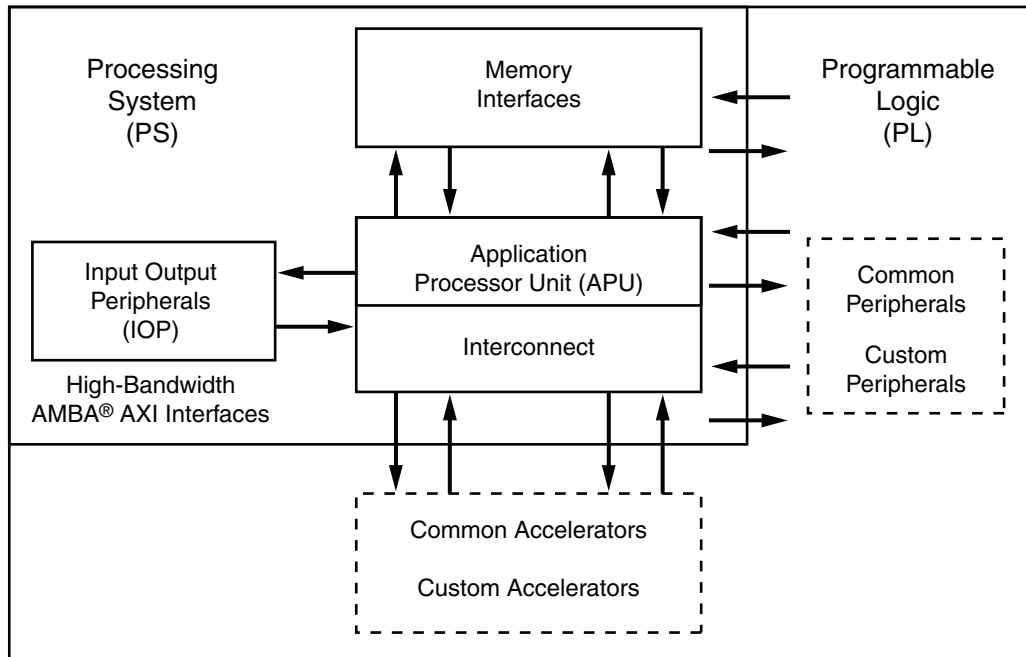 Processing
System
(PS)
Memory
Interfaces
Programmable
Logic
(PL)
Input Output
Peripherals
(IOP)
High-Bandwidth
AMBA® AXI Interfaces
Application
Processor Unit (APU)
Interconnect
Common
Peripherals
Custom
Peripherals
Common Accelerators
Custom Accelerators